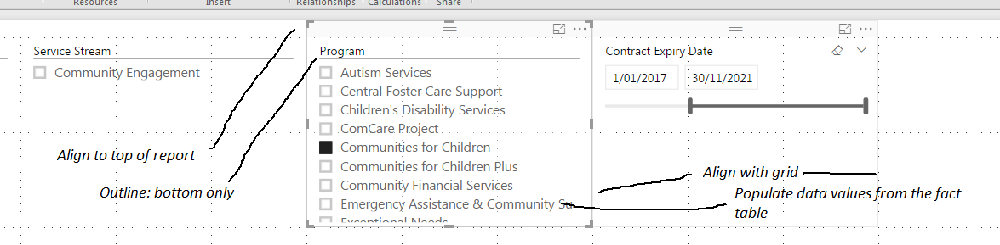 Resources Insert Relationships Calculations Share
Service Stream
Community Engagement
Program
Autism Services
Central Foster Care Support
Children's Disability Services
ComCare Project
Communities for Children
Communities for Children Plus
Community Financial Services
Emergency Assistance & Community Su
Exceptional Needs
Contract Expiry Date
1/01/2017 30/11/2021
Align to top of report
Outline: bottom only
Align with grid
Populate data values from the fact
table